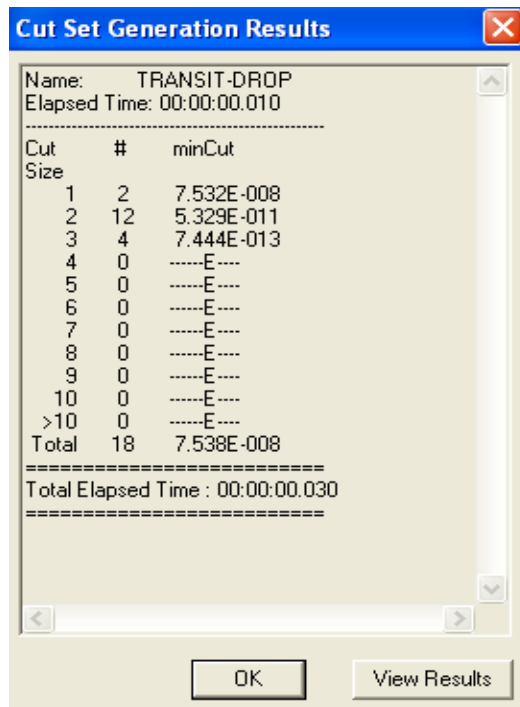 Cut Set Generation Results
Name: TRANSIT-DROP
Elapsed Time: 00:00:00.010
------------------------------------------------
Cut # minCut
Size
1 2 7.532E-008
2 12 5.329E-011
3 4 7.444E-013
4 0 ------E----
5 0 ------E----
6 0 ------E----
7 0 ------E----
8 0 ------E----
9 0 ------E----
10 0 ------E----
>10 0 ------E----
Total 18 7.538E-008
==========================
Total Elapsed Time : 00:00:00.030
==========================
OK View Results